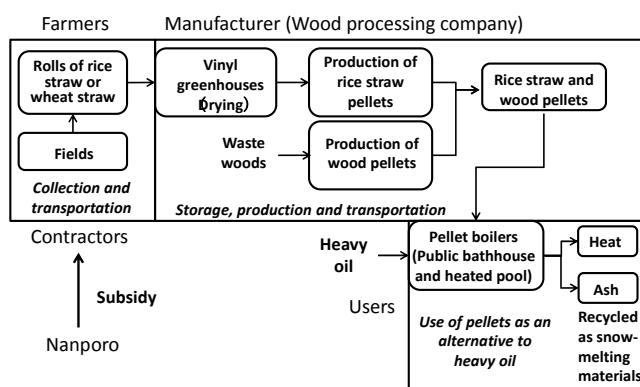 Farmers
Manufacturer (Wood processing company)
Rolls of rice
straw or
wheat straw
Vinyl
greenhouses
(Drying)
Production of
rice straw
pellets
Rice straw and
wood pellets
Fields
Waste
woods
Production of
wood pellets
Collection and
transportation
Storage, production and transportation
Contractors
Subsidy
Nanporo
Heavy
oil
Users
Pellet boilers
(Public bathhouse
and heated pool)
Heat
Ash
Use of pellets as an
alternative to
heavy oil
Recycled
as snow-
melting
materials